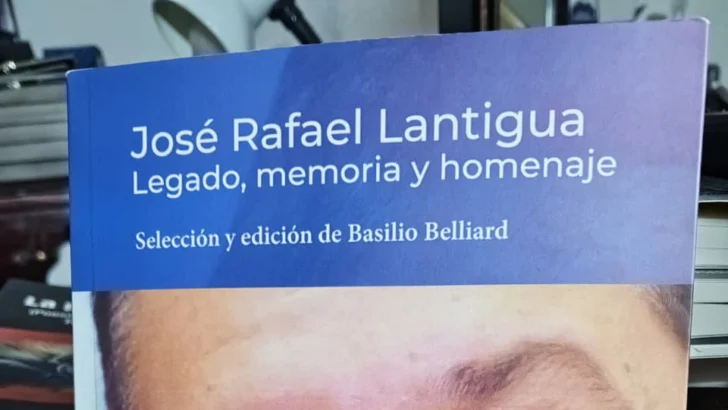 José Rafael Lantigua
Legado, memoria y homenaje
Selección y edición de Basilio Belliard